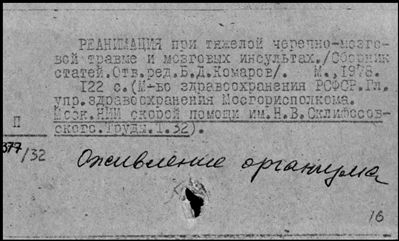 РЕАНИМАЦИЯ при тяжелой черепно-мозго-
вой травме и мозговых инсультах./Сборник
статей.Отв.ред.Б.Д.Комаров/. М.,1978.
122 с.(М-во здравоохранения РСФСР.Гл.
упр.здравоохранения Мосгорисполкома.
Моск.НИИ скорой помощи им.Н.В.Склифосов-
ского.Труды.Т.32).
П
377/32
Оживление организма
16